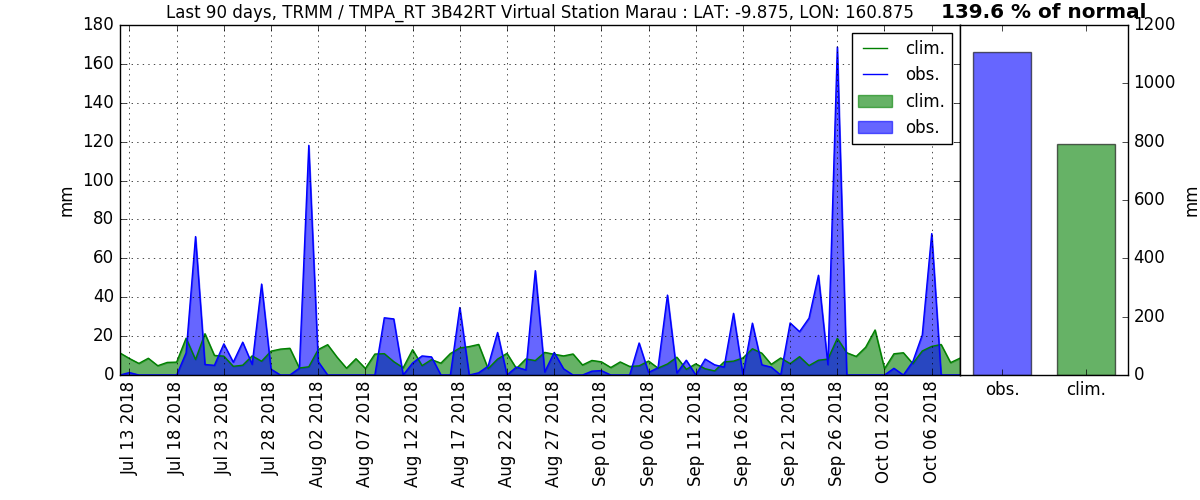 Last 90 days, TRMM / TMPA_RT 3B42RT Virtual Station Marau : LAT: -9.875, LON: 160.875
139.6 % of normal
180
160
140
120
100
80
60
40
20
0
mm
clim.
obs.
clim.
obs.
1200
1000
800
600
400
200
0
mm
Jul 13 2018
Jul 18 2018
Jul 23 2018
Jul 28 2018
Aug 02 2018
Aug 07 2018
Aug 12 2018
Aug 17 2018
Aug 22 2018
Aug 27 2018
Sep 01 2018
Sep 06 2018
Sep 11 2018
Sep 16 2018
Sep 21 2018
Sep 26 2018
Oct 01 2018
Oct 06 2018
obs.
clim.